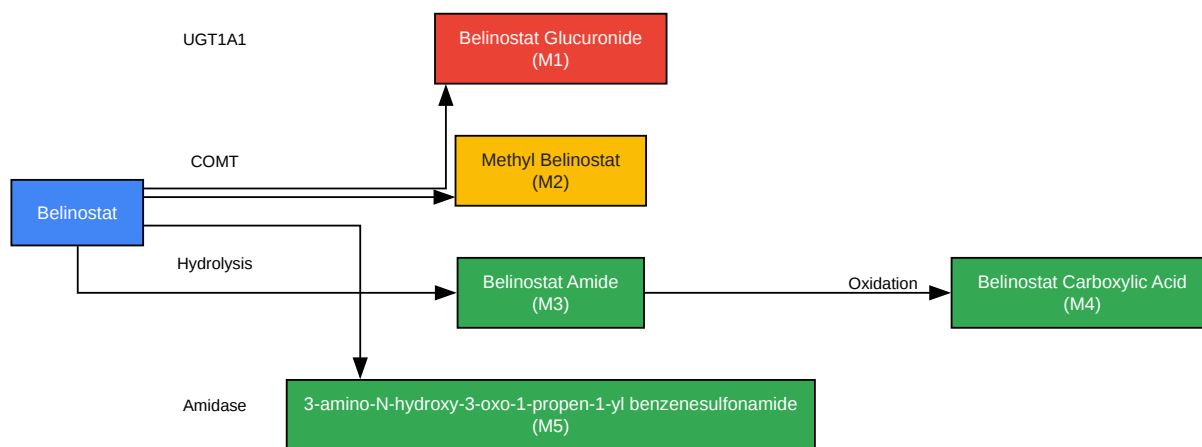 UGT1A1
Belinostat Glucuronide
(M1)
COMT
Methyl Belinostat
(M2)
Belinostat
Hydrolysis
Belinostat Amide
(M3)
Oxidation
Belinostat Carboxylic Acid
(M4)
Amidase
3-amino-N-hydroxy-3-oxo-1-propen-1-yl benzenesulfonamide
(M5)